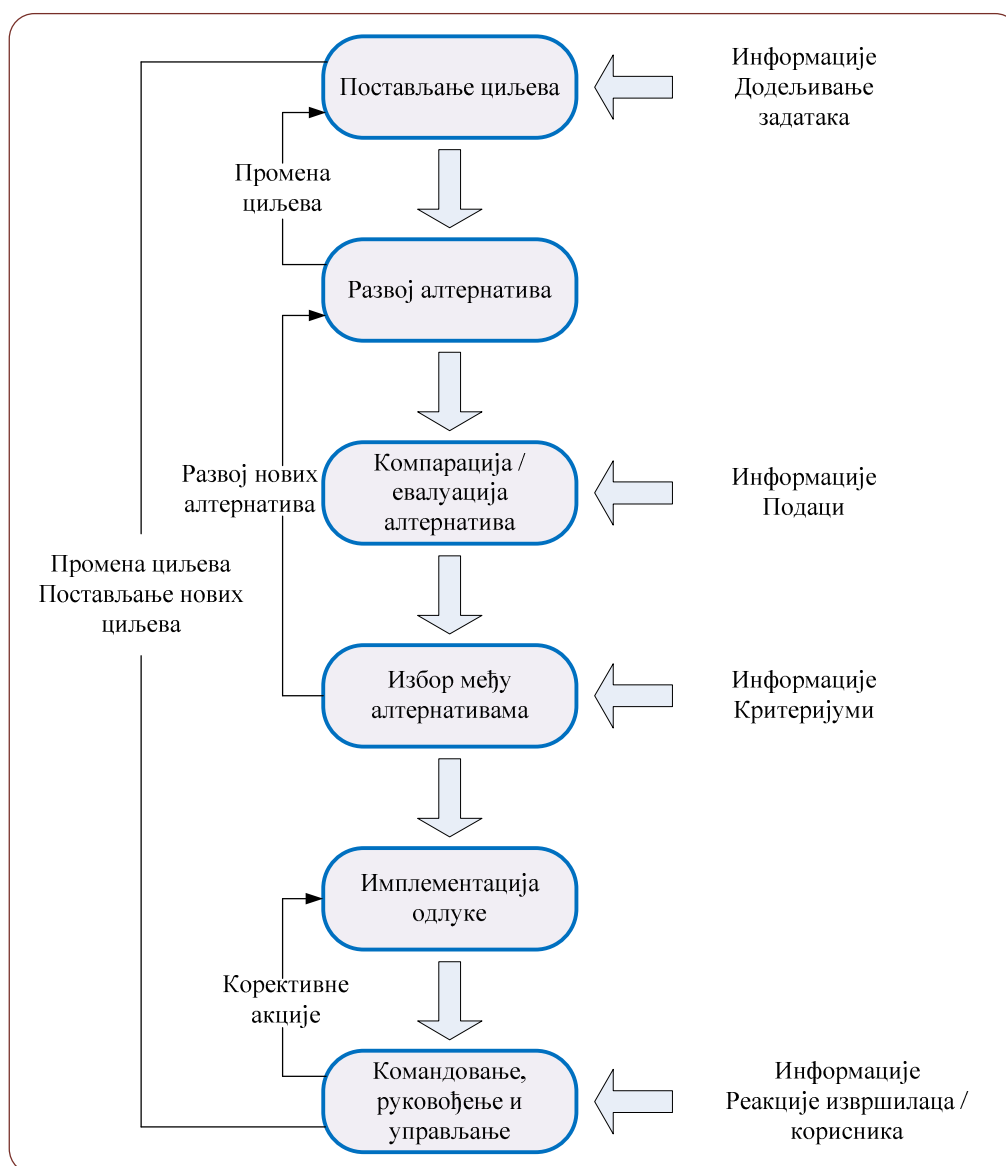 Постављање циљева
Информације
Додељивање
задатака
Промена
циљева
Развој алтернатива
Развој нових
алтернатива
Компарација /
евалуација
алтернатива
Информације
Подаци
Промена циљева
Постављање нових
циљева
Избор међу
алтернативама
Информације
Критеријуми
Имплементација
одлуке
Корективне
акције
Командовање,
руковођење и
управљање
Информације
Реакције извршилаца /
корисника